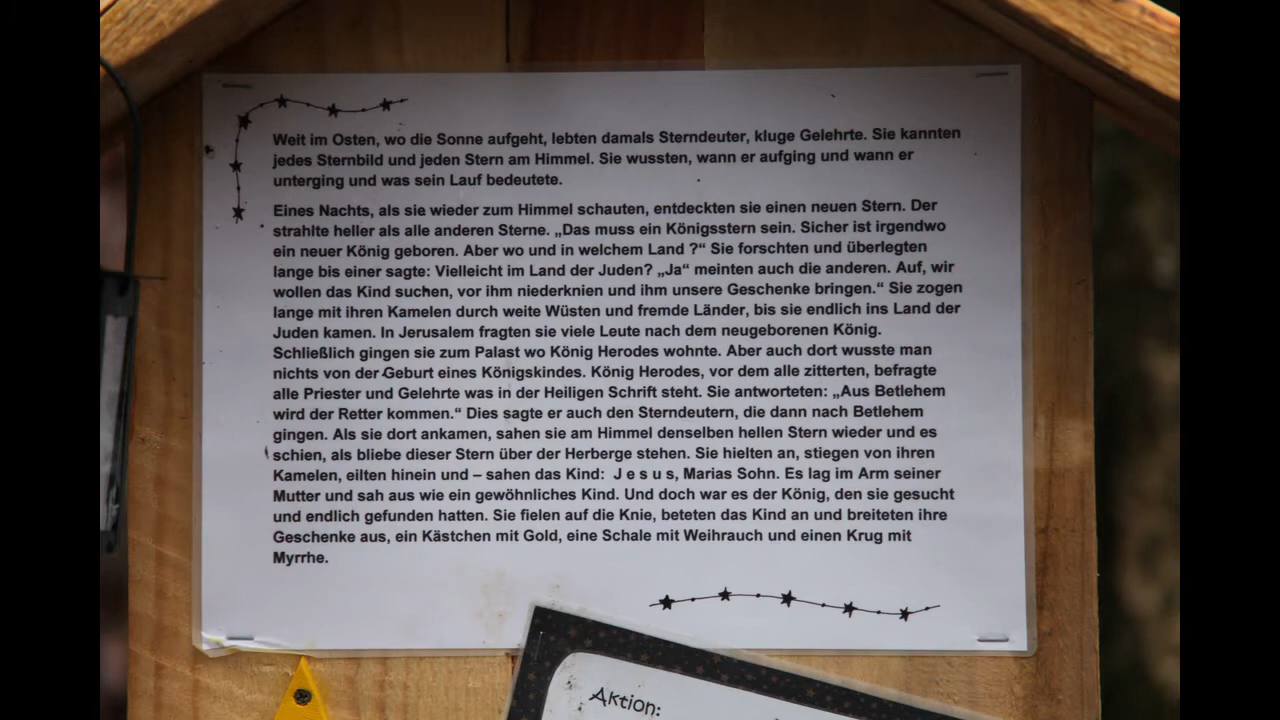 Weit im Osten, wo die Sonne aufgeht, lebten damals Sterndeuter, kluge Gelehrte. Sie kannten
jedes Sternbild und jeden Stern am Himmel. Sie wussten, wann er aufging und wann er
unterging und was sein Lauf bedeutete.
Eines Nachts, als sie wieder zum Himmel schauten, entdeckten sie einen neuen Stern. Der
strahlte heller als alle anderen Sterne. „Das muss ein Königsstern sein. Sicher ist irgendwo
ein neuer König geboren. Aber wo und in welchem Land ?“ Sie forschten und überlegten
lange bis einer sagte: Vielleicht im Land der Juden? „Ja“ meinten auch die anderen. Auf, wir
wollen das Kind suchen, vor ihm niederknien und ihm unsere Geschenke bringen.“ Sie zogen
lange mit ihren Kamelen durch weite Wüsten und fremde Länder, bis sie endlich ins Land der
Juden kamen. In Jerusalem fragten sie viele Leute nach dem neugeborenen König.
Schließlich gingen sie zum Palast wo König Herodes wohnte. Aber auch dort wusste man
nichts von der Geburt eines Königskindes. König Herodes, vor dem alle zitterten, befragte
alle Priester und Gelehrte was in der Heiligen Schrift steht. Sie antworteten: „Aus Betlehem
wird der Retter kommen.“ Dies sagte er auch den Sterndeutern, die dann nach Betlehem
gingen. Als sie dort ankamen, sahen sie am Himmel denselben hellen Stern wieder und es
schien, als bliebe dieser Stern über der Herberge stehen. Sie hielten an, stiegen von ihren
Kamelen, eilten hinein und – sahen das Kind: J e s u s, Marias Sohn. Es lag im Arm seiner
Mutter und sah aus wie ein gewöhnliches Kind. Und doch war es der König, den sie gesucht
und endlich gefunden hatten. Sie fielen auf die Knie, beteten das Kind an und breiteten ihre
Geschenke aus, ein Kästchen mit Gold, eine Schale mit Weihrauch und einen Krug mit
Myrrhe.
Aktion: